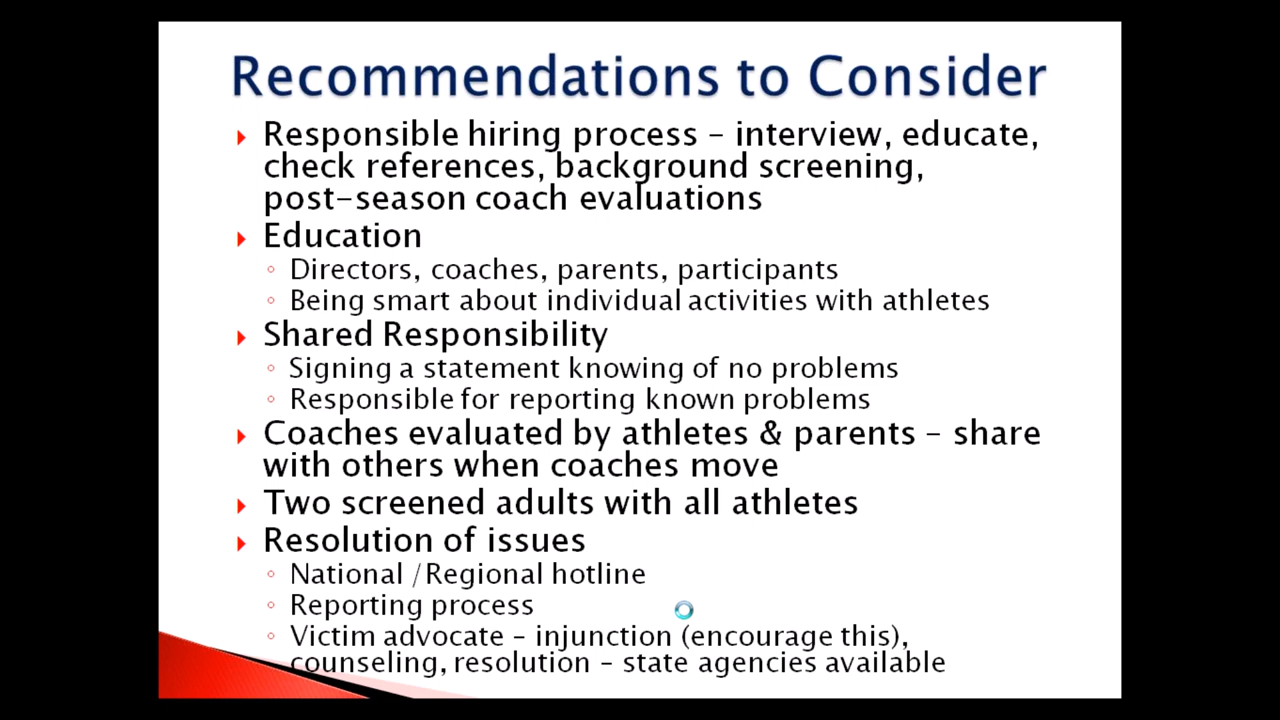 Recommendations to Consider
Responsible hiring process – interview, educate,
check references, background screening,
post-season coach evaluations
Education
Directors, coaches, parents, participants
Being smart about individual activities with athletes
Shared Responsibility
Signing a statement knowing of no problems
Responsible for reporting known problems
Coaches evaluated by athletes & parents – share
with others when coaches move
Two screened adults with all athletes
Resolution of issues
National /Regional hotline
Reporting process
Victim advocate – injunction (encourage this),
counseling, resolution – state agencies available